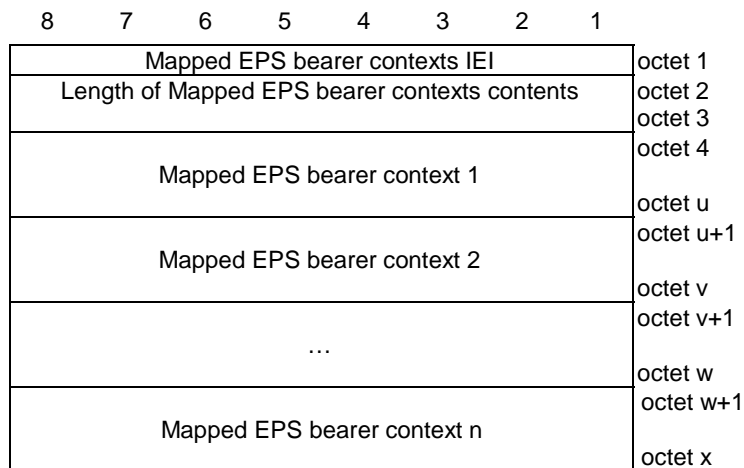 8 7 6 5 4 3 2 1
Mapped EPS bearer contexts IEI octet 1
Length of Mapped EPS bearer contexts contents octet 2
octet 3
octet 4
Mapped EPS bearer context 1
octet u
octet u+1
Mapped EPS bearer context 2
octet v
octet v+1
…
octet w
octet w+1
Mapped EPS bearer context n
octet x